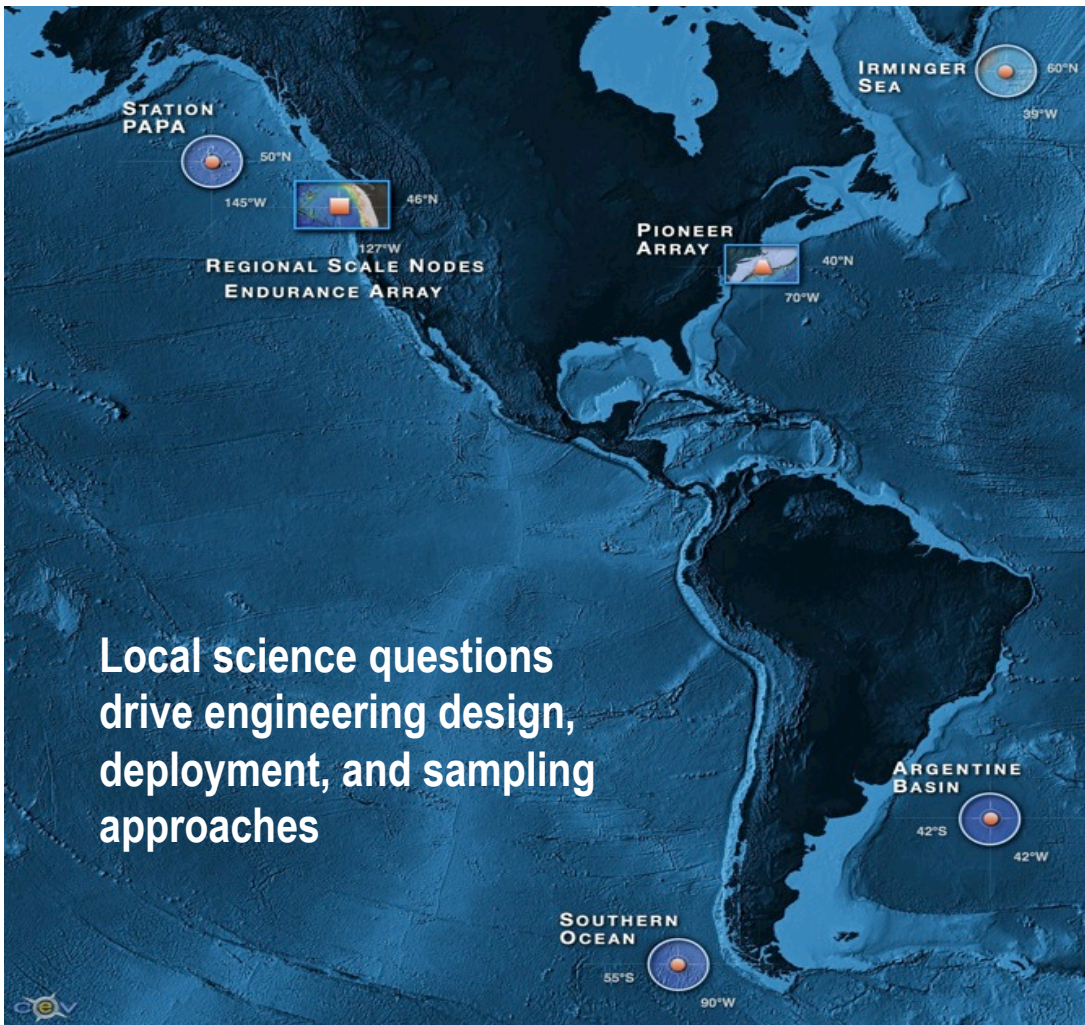 IRMINGER
SEA
60°N
39°W
STATION
PAPA
50°N
145°W
46°N
127°W
REGIONAL SCALE NODES
ENDURANCE ARRAY
PIONEER
ARRAY
40°N
70°W
Local science questions
drive engineering design,
deployment, and sampling
approaches
ARGENTINE
BASIN
42°S
42°W
SOUTHERN
OCEAN
55°S
90°W
cev